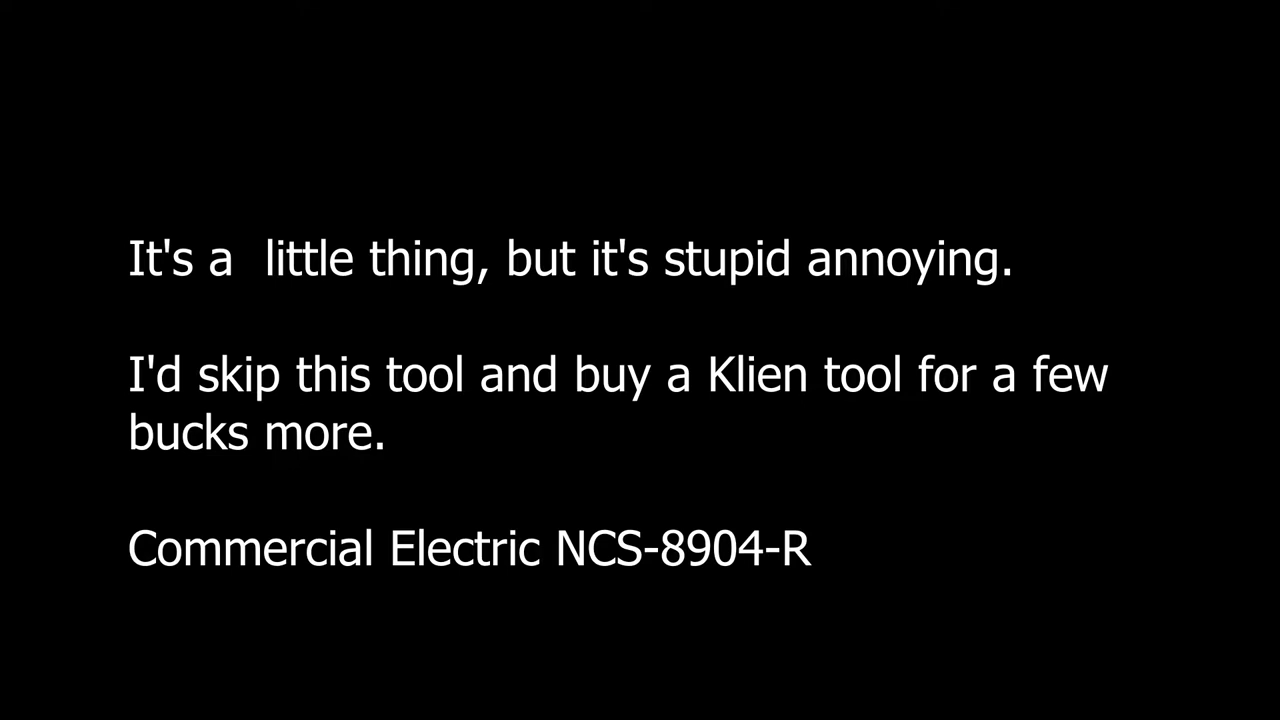 It's a  little thing, but it's stupid annoying.
I'd skip this tool and buy a Klien tool for a few
bucks more.
Commercial Electric NCS-8904-R